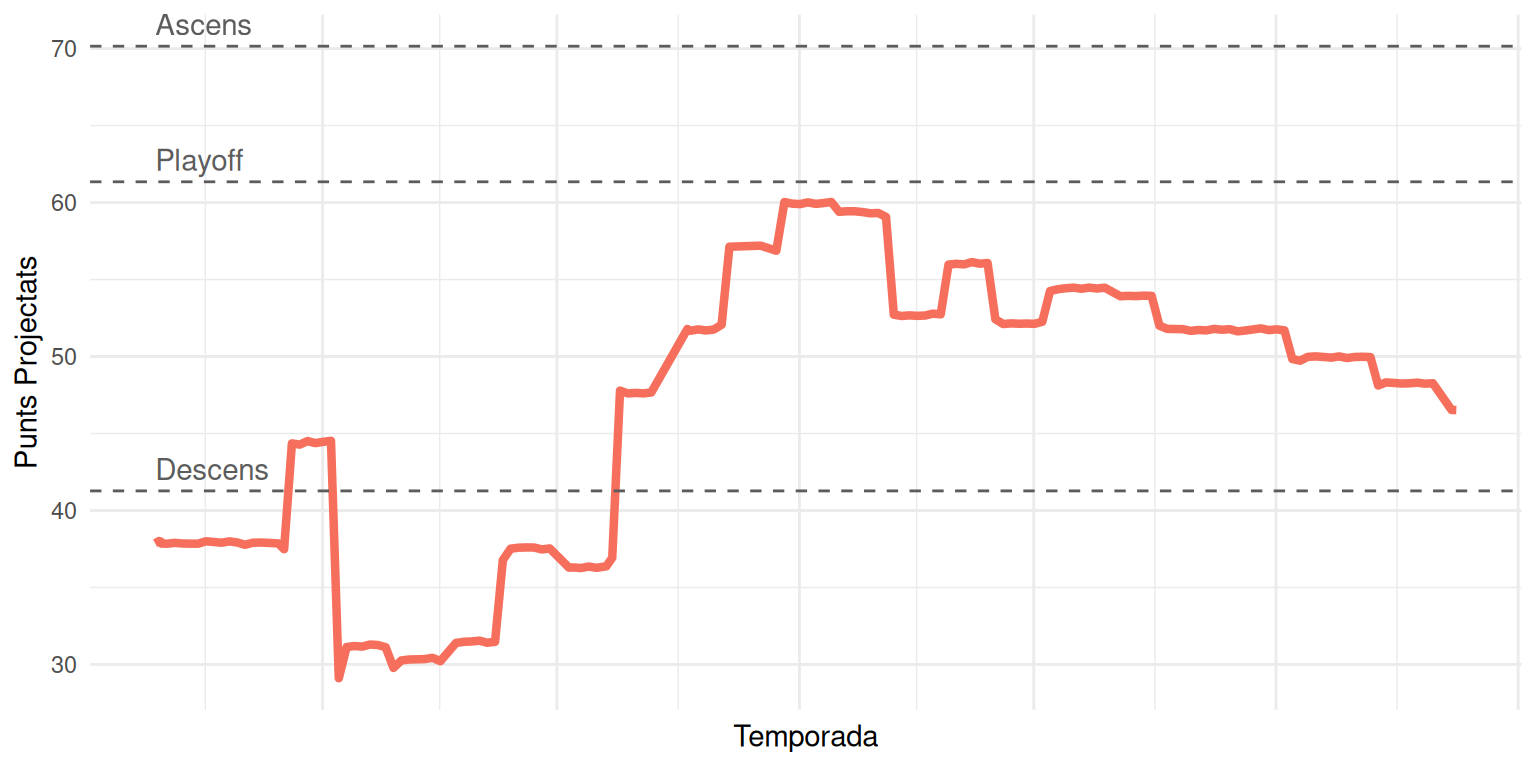 Ascens
70
Playoff
60
Punts Projectats
50
Descens
40
30
Temporada